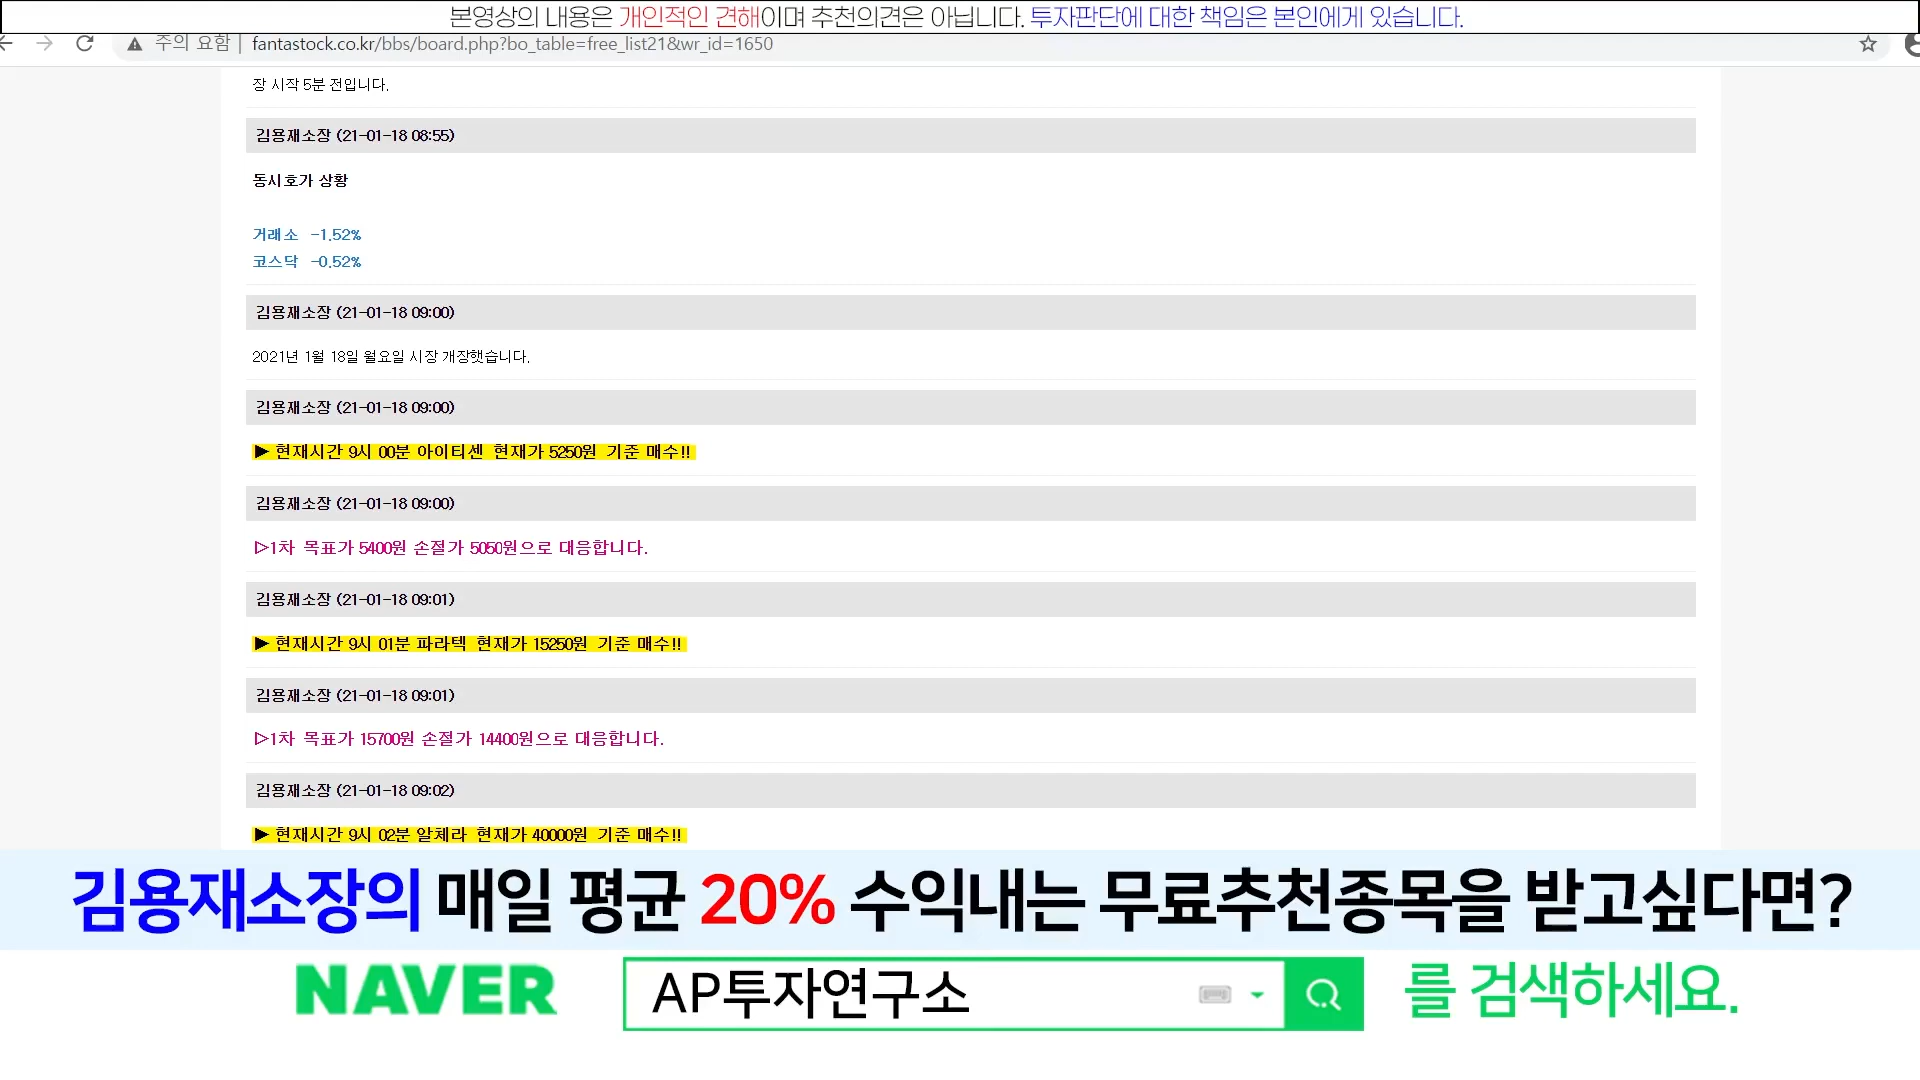 본영상의 내용은 개인적인 견해이며 추천의견은 아닙니다. 투자판단에 대한 책임은 본인에게 있습니다.
주의 요함 | fantastock.co.kr/bbs/board.php?bo_table=free_list21&wr_id=1650
장 시작 5분 전입니다.
김용재소장 (21-01-18 08:55)
동시호가 상황
거래소 -1.52%
코스닥 -0.52%
김용재소장 (21-01-18 09:00)
2021년 1월 18일 월요일 시장 개장했습니다.
김용재소장 (21-01-18 09:00)
▶ 현재시간 9시 00분 아이티센 현재가 5250원 기준 매수!!
김용재소장 (21-01-18 09:00)
▷1차 목표가 5400원 손절가 5050원으로 대응합니다.
김용재소장 (21-01-18 09:01)
▶ 현재시간 9시 01분 파라텍 현재가 15250원 기준 매수!!
김용재소장 (21-01-18 09:01)
▷1차 목표가 15700원 손절가 14400원으로 대응합니다.
김용재소장 (21-01-18 09:02)
▶ 현재시간 9시 02분 알체라 현재가 40000원 기준 매수!!
김용재소장의 매일 평균 20% 수익내는 무료추천종목을 받고싶다면?
NAVER AP투자연구소 를 검색하세요.